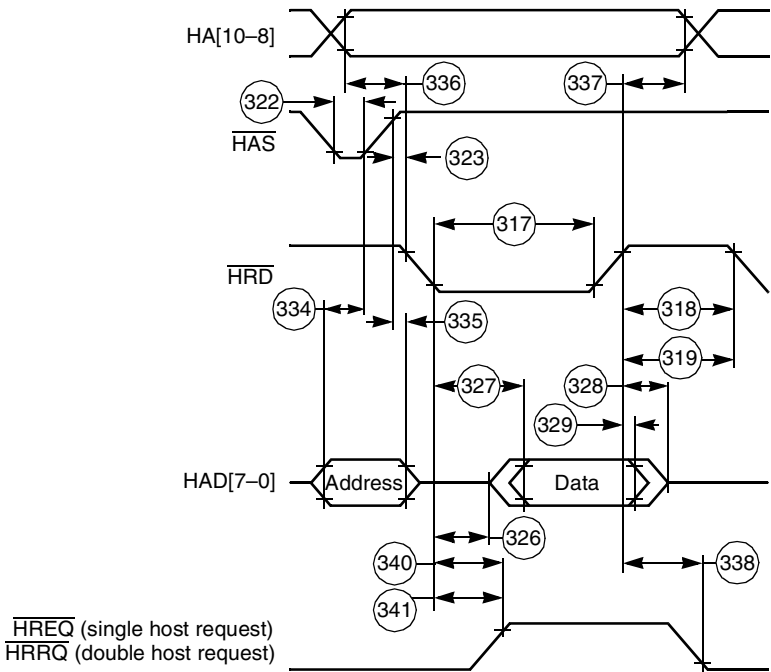 HA[10–8]
336
337
322
HAS
323
317
HRD
334
335
318
319
327
328
329
HAD[7–0]
Address
Data
326
340
338
341
HREQ (single host request)
HRRQ (double host request)